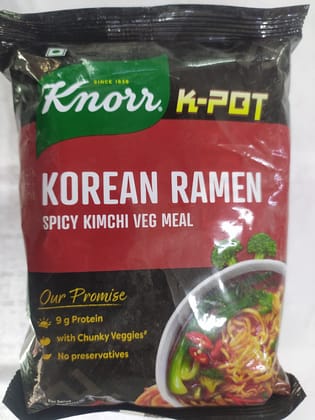 SINCE 1838
Knorr.
K-POT
KOREAN RAMEN
SPICY KIMCHI VEG MEAL
Our Promise
9 g Protein
with Chunky Veggies#
No preservatives